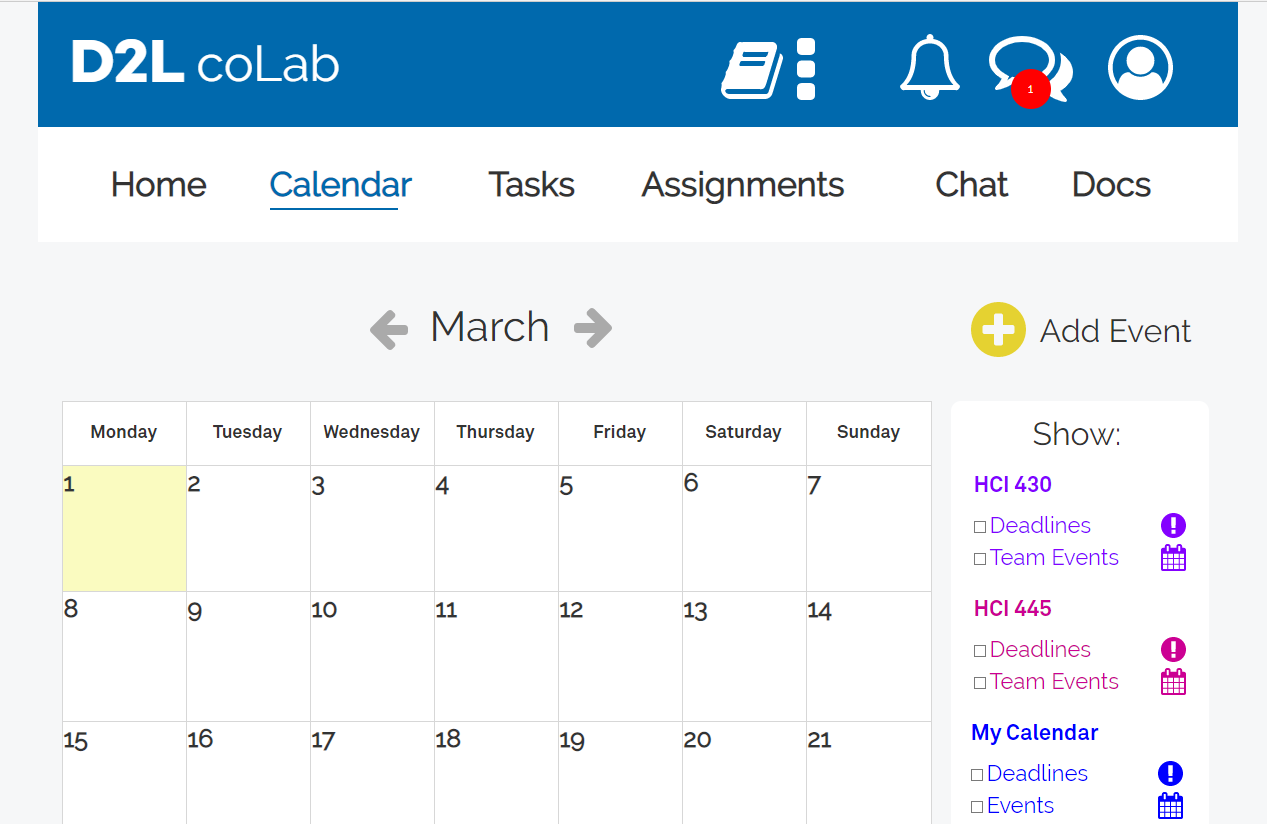 D2L coLab
1
Home Calendar Tasks Assignments Chat Docs
March
Add Event
Monday Tuesday Wednesday Thursday Friday Saturday Sunday
1 2 3 4 5 6 7
8 9 10 11 12 13 14
15 16 17 18 19 20 21
Show:
HCI 430
Deadlines
Team Events
HCI 445
Deadlines
Team Events
My Calendar
Deadlines
Events